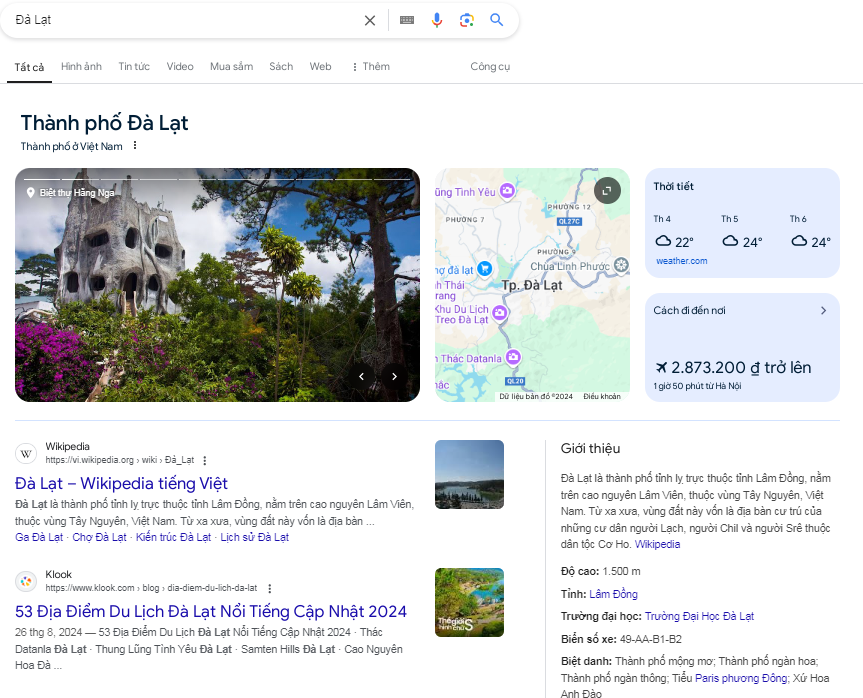 Đà Lạt
Tất cả Hình ảnh Tin tức Video Mua sắm Sách Web Thêm Công cụ
Thành phố Đà Lạt
Thành phố ở Việt Nam
Biệt thự Hằng Nga
ũng Tình Yêu
PHƯỜNG 12
PHƯỜNG 7
QL27C
PHƯỜNG 9
hợ đà lạt
Chùa Linh Phước
h Thái
rang
Tp. Đà Lạt
Khu Du Lịch
Treo Đà Lạt
n Thác Datanla
QL20
hác
Dữ liệu bản đồ ©2024 Điều khoản
Thời tiết
Th 4 Th 5 Th 6
22° 24° 24°
weather.com
Cách đi đến nơi
2.873.200 ₫ trở lên
1 giờ 50 phút từ Hà Nội
W
Wikipedia
https://vi.wikipedia.org › wiki › Đà_Lạt
Đà Lạt – Wikipedia tiếng Việt
Đà Lạt là thành phố tỉnh lỵ trực thuộc tỉnh Lâm Đồng, nằm trên cao nguyên Lâm Viên,
thuộc vùng Tây Nguyên, Việt Nam. Từ xa xưa, vùng đất này vốn là địa bàn ...
Ga Đà Lạt · Chợ Đà Lạt · Kiến trúc Đà Lạt · Lịch sử Đà Lạt
Klook
https://www.klook.com › blog › dia-diem-du-lich-da-lat
53 Địa Điểm Du Lịch Đà Lạt Nổi Tiếng Cập Nhật 2024
26 thg 8, 2024 — 53 Địa Điểm Du Lịch Đà Lạt Nổi Tiếng Cập Nhật 2024 · Thác
Datanla Đà Lạt · Thung Lũng Tình Yêu Đà Lạt · Samten Hills Đà Lạt · Cao Nguyên
Hoa Đà ...
Giới thiệu
Đà Lạt là thành phố tỉnh lỵ trực thuộc tỉnh Lâm Đồng, nằm
trên cao nguyên Lâm Viên, thuộc vùng Tây Nguyên, Việt
Nam. Từ xa xưa, vùng đất này vốn là địa bàn cư trú của
những cư dân người Lạch, người Chil và người Srê thuộc
dân tộc Cơ Ho. Wikipedia
Độ cao: 1.500 m
Tỉnh: Lâm Đồng
Trường đại học: Trường Đại Học Đà Lạt
Biển số xe: 49-AA-B1-B2
Biệt danh: Thành phố mộng mơ; Thành phố ngàn hoa;
Thành phố ngàn thông; Tiểu Paris phương Đông; Xứ Hoa
Anh Đào